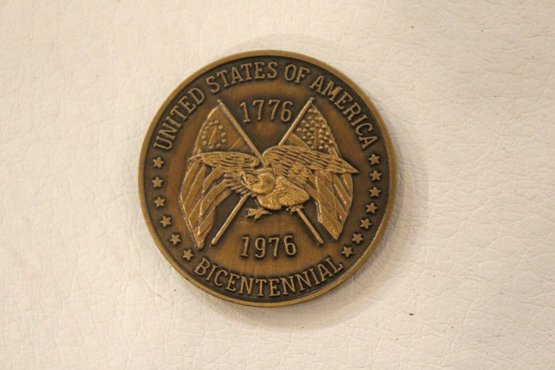 UNITED STATES OF AMERICA
1776
1976
BICENTENNIAL